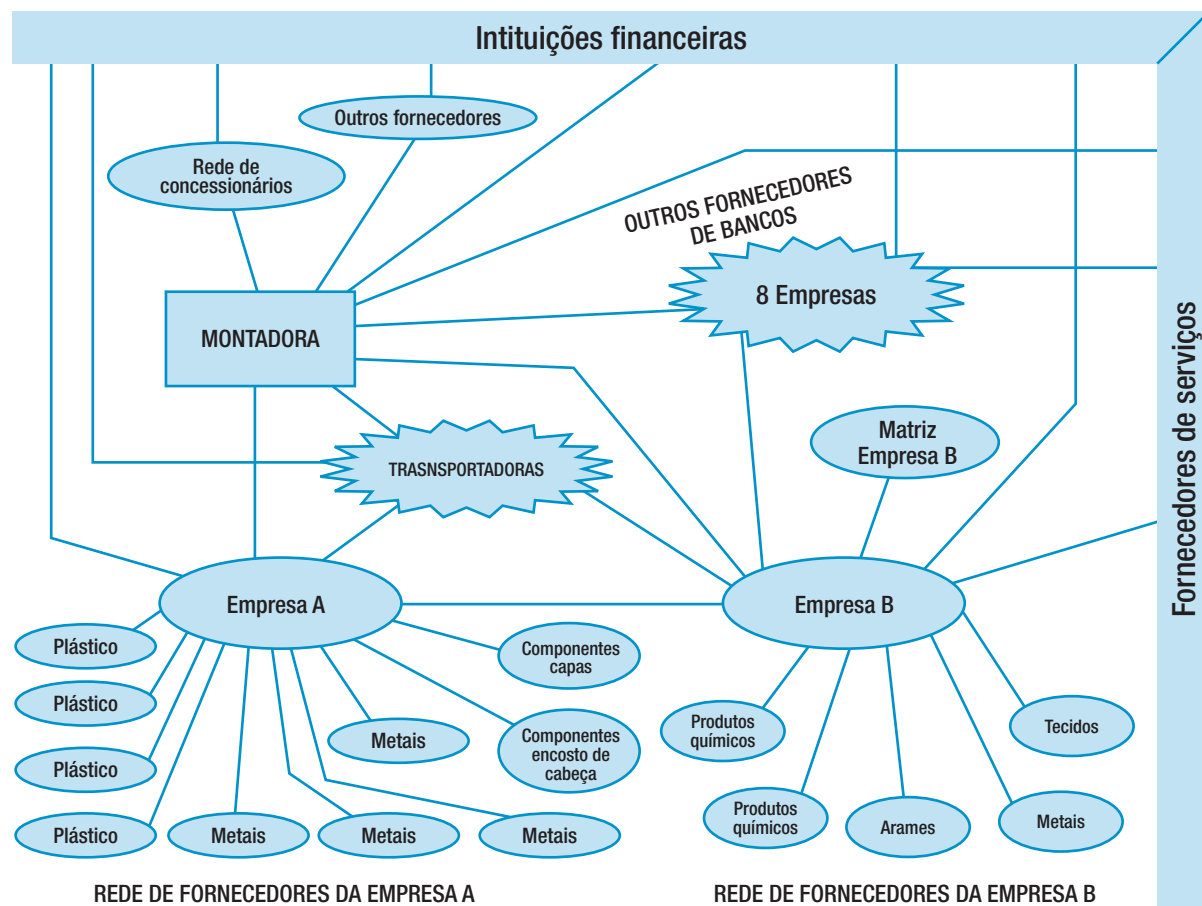 Intituições financeiras
Outros fornecedores
Rede de
concessionários
OUTROS FORNECEDORES
DE BANCOS
8 Empresas
MONTADORA
Fornecedores de serviços
Matriz
Empresa B
TRASNSPORTADORAS
Empresa A
Empresa B
Plástico
Componentes
capas
Plástico
Produtos
químicos
Tecidos
Metais
Componentes
encosto de
cabeça
Plástico
Produtos
químicos
Arames
Metais
Plástico
Metais
Metais
Metais
REDE DE FORNECEDORES DA EMPRESA A
REDE DE FORNECEDORES DA EMPRESA B